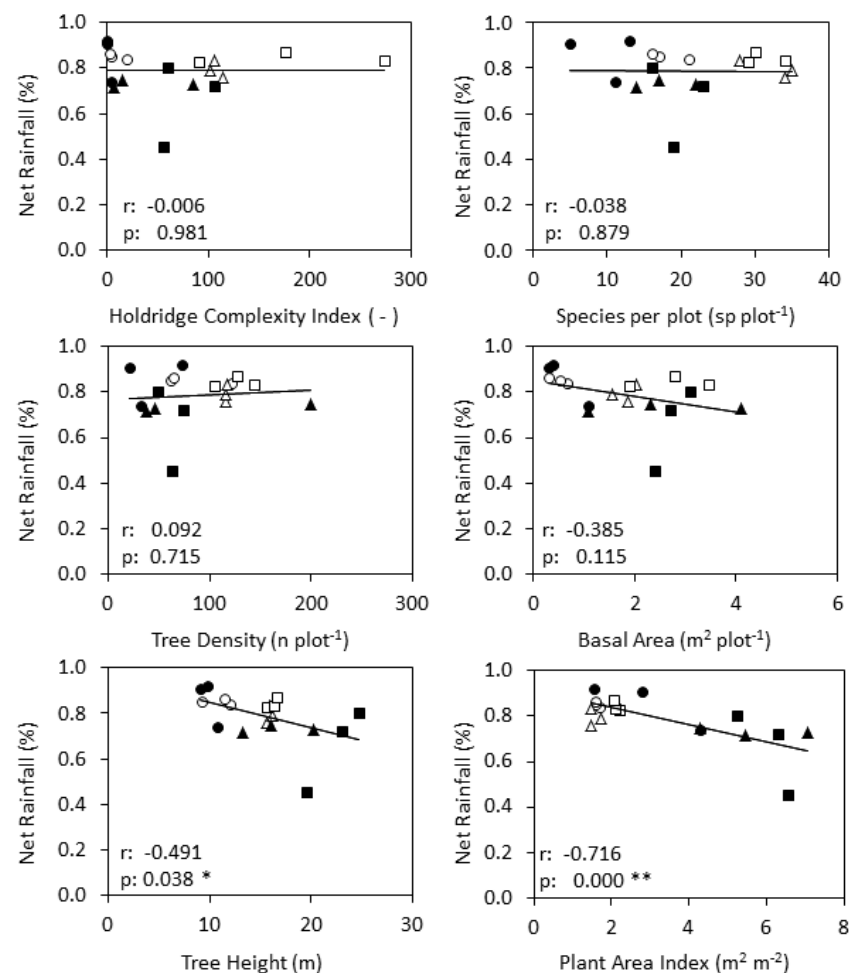 Net Rainfall (%)
1.0
0.8
0.6
0.4
0.2
0.0
r: -0.006
p: 0.981
0 100 200 300
Holdridge Complexity Index ( - )
Net Rainfall (%)
1.0
0.8
0.6
0.4
0.2
0.0
r: -0.038
p: 0.879
0 10 20 30 40
Species per plot (sp plot⁻¹)
Net Rainfall (%)
1.0
0.8
0.6
0.4
0.2
0.0
r: 0.092
p: 0.715
0 100 200 300
Tree Density (n plot⁻¹)
Net Rainfall (%)
1.0
0.8
0.6
0.4
0.2
0.0
r: -0.385
p: 0.115
0 2 4 6
Basal Area (m² plot⁻¹)
Net Rainfall (%)
1.0
0.8
0.6
0.4
0.2
0.0
r: -0.491
p: 0.038 *
0 10 20 30
Tree Height (m)
Net Rainfall (%)
1.0
0.8
0.6
0.4
0.2
0.0
r: -0.716
p: 0.000 **
0 2 4 6 8
Plant Area Index (m² m⁻²)